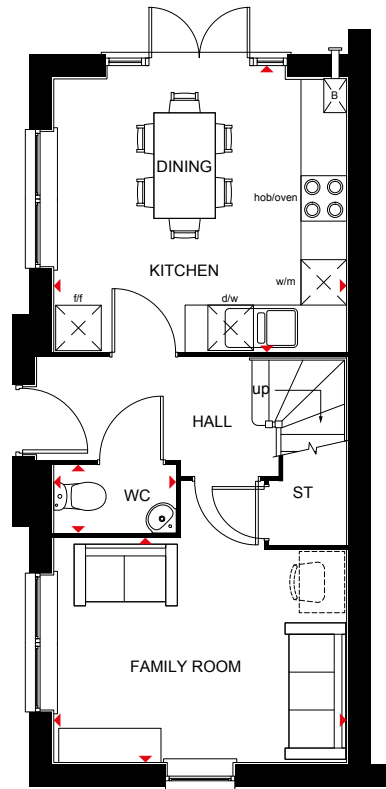 B
DINING
hob/oven
KITCHEN
w/m
f/f
d/w
up
HALL
WC
ST
FAMILY ROOM